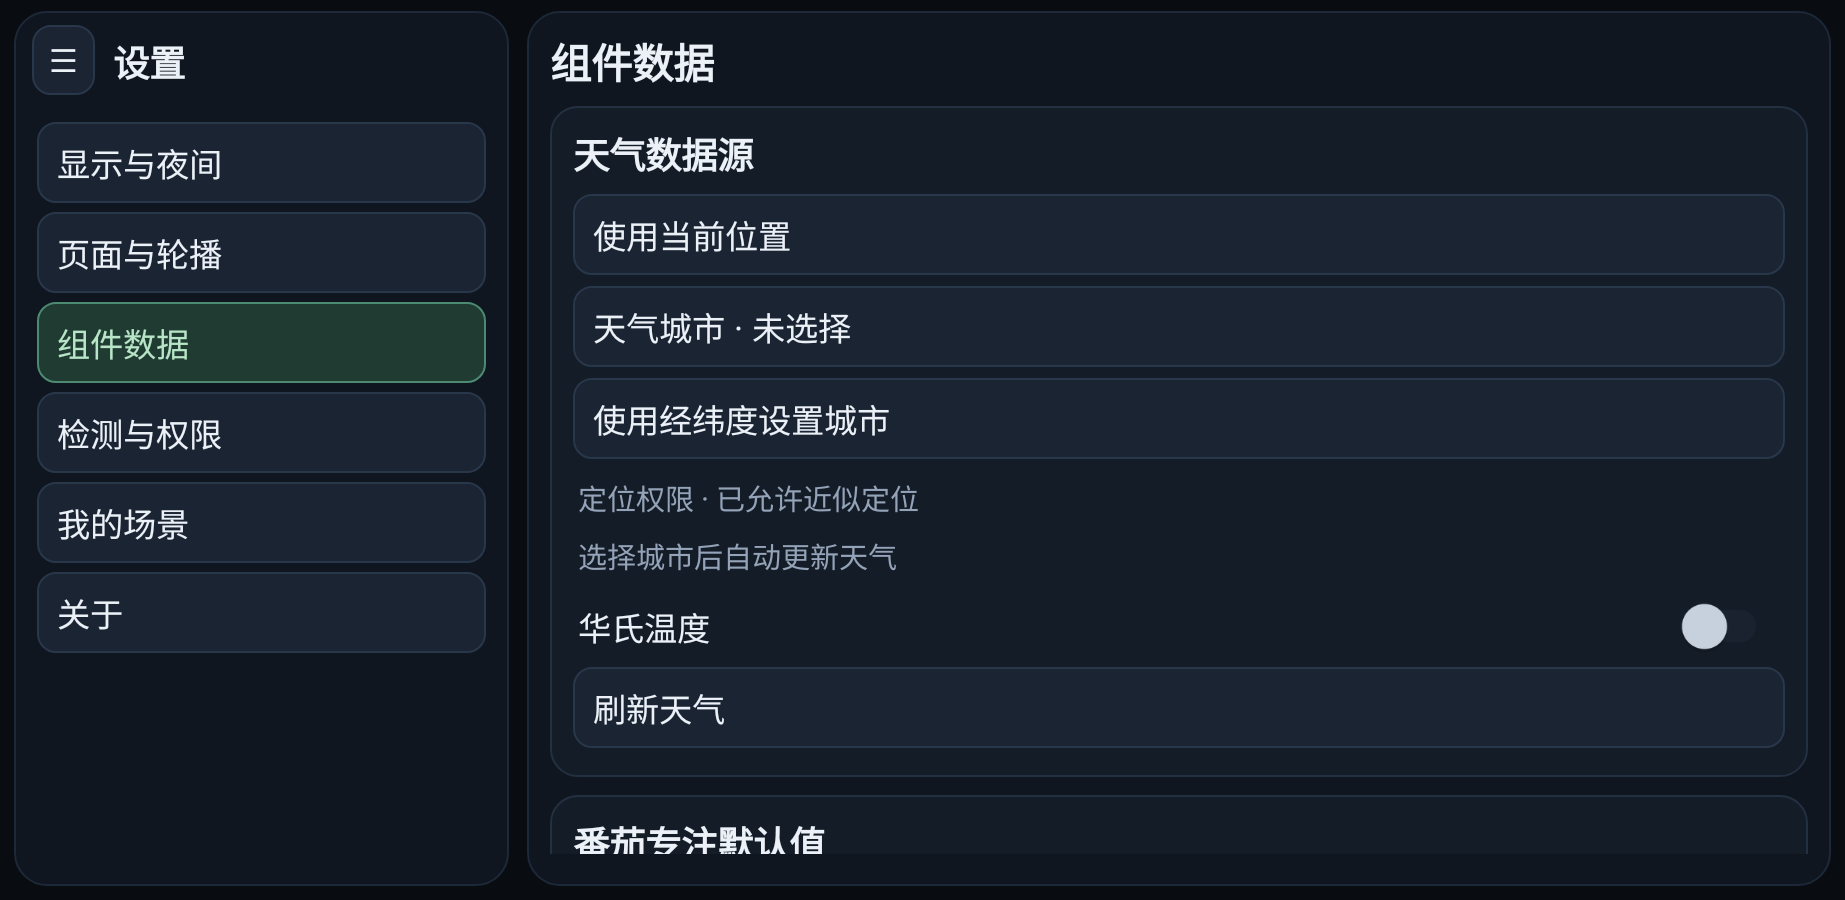 设置
显示与夜间
页面与轮播
组件数据
检测与权限
我的场景
关于
组件数据
天气数据源
使用当前位置
天气城市 · 未选择
使用经纬度设置城市
定位权限 · 已允许近似定位
选择城市后自动更新天气
华氏温度
刷新天气
番茄专注默认值